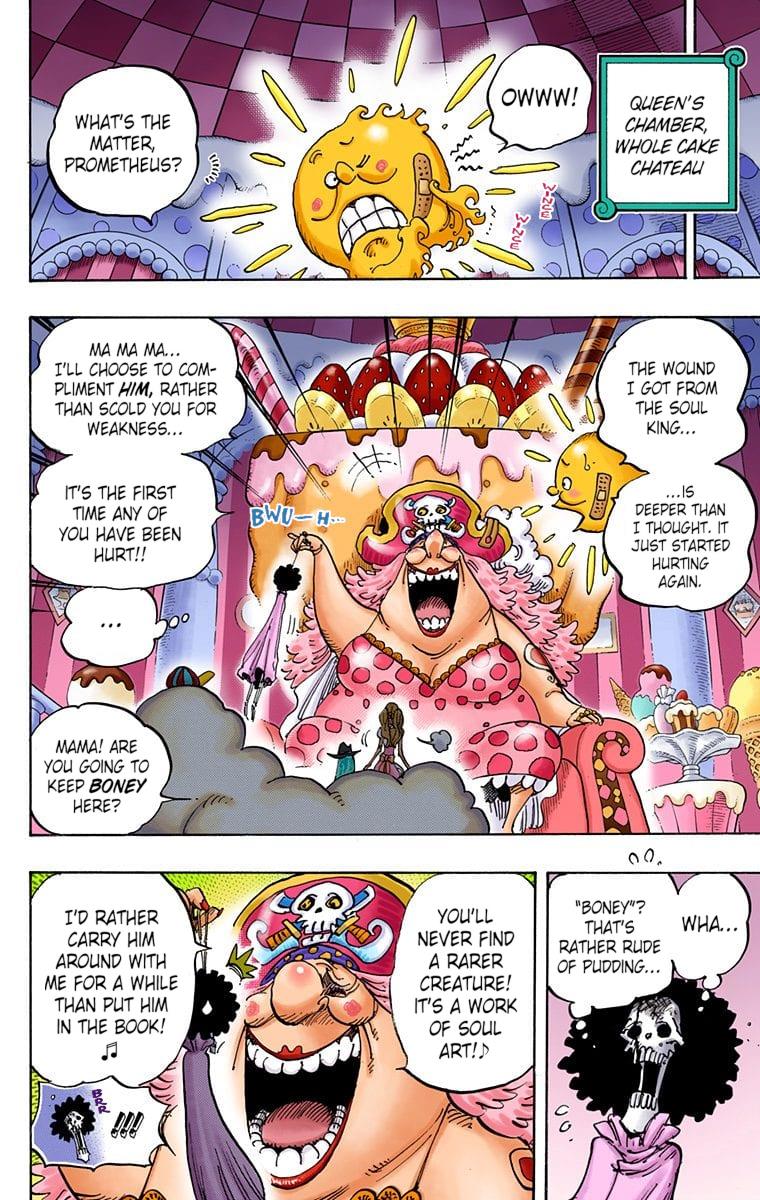 QUEEN'S
CHAMBER,
WHOLE CAKE
CHATEAU
OWWW!
WINCE
WINCE
WHAT'S THE
MATTER,
PROMETHEUS?
THE WOUND
I GOT FROM
THE SOUL
KING...
...IS
DEEPER THAN
I THOUGHT. IT
JUST STARTED
HURTING
AGAIN.
MA MA MA...
I'LL CHOOSE TO COM-
PLIMENT HIM, RATHER
THAN SCOLD YOU FOR
WEAKNESS...
IT'S THE FIRST
TIME ANY OF
YOU HAVE BEEN
HURT!!
BWU—H...
...
MAMA! ARE
YOU GOING TO
KEEP BONEY
HERE?
WHA...
"BONEY"?
THAT'S
RATHER RUDE
OF PUDDING...
YOU'LL
NEVER FIND
A RARER
CREATURE!
IT'S A WORK
OF SOUL
ART!♪
I'D RATHER
CARRY HIM
AROUND WITH
ME FOR A WHILE
THAN PUT HIM
IN THE BOOK!
♫
BRR
!!!